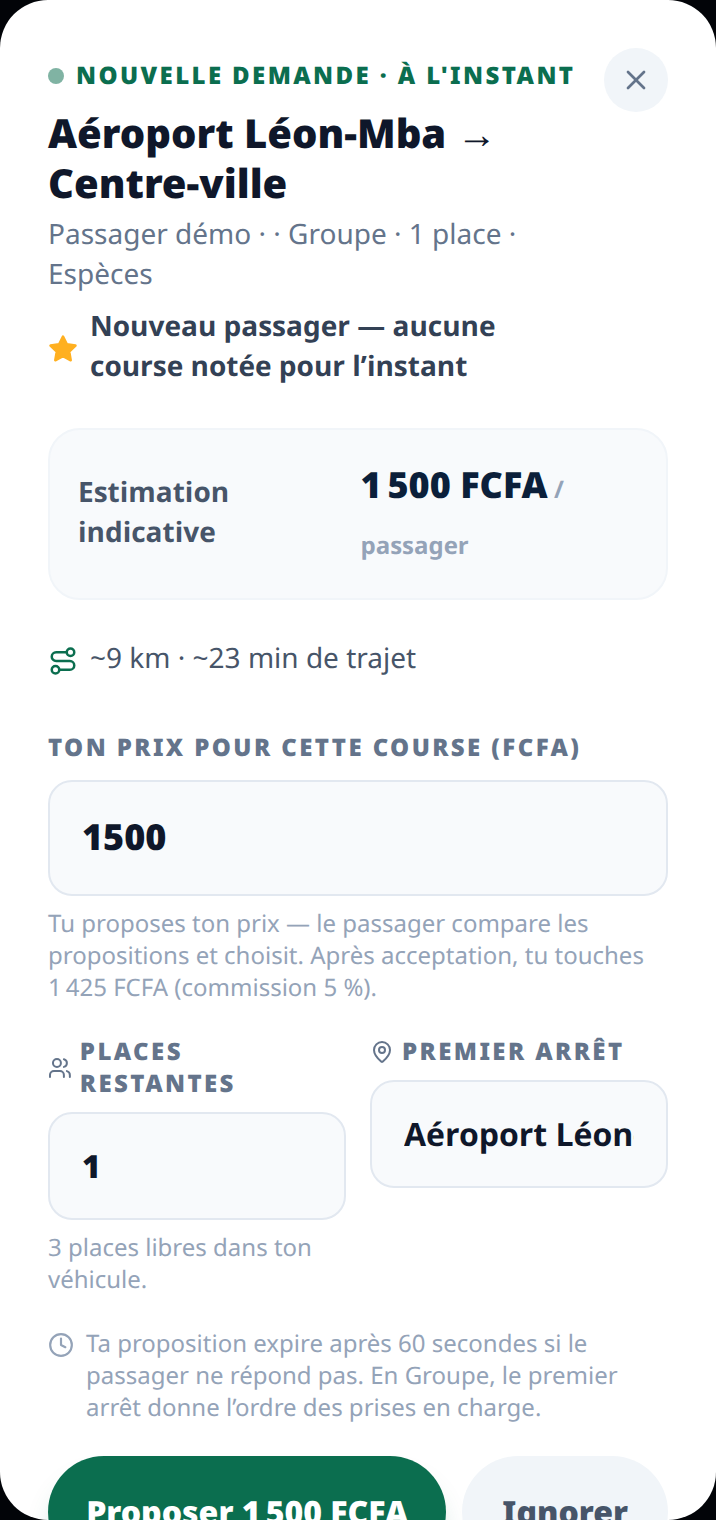 NOUVELLE DEMANDE · À L'INSTANT
Aéroport Léon-Mba →
Centre-ville
Passager démo · · Groupe · 1 place ·
Espèces
Nouveau passager — aucune
course notée pour l’instant
Estimation
indicative
1 500 FCFA /
passager
~9 km · ~23 min de trajet
TON PRIX POUR CETTE COURSE (FCFA)
1500
Tu proposes ton prix — le passager compare les
propositions et choisit. Après acceptation, tu touches
1 425 FCFA (commission 5 %).
PLACES
RESTANTES
1
3 places libres dans ton
véhicule.
PREMIER ARRÊT
Aéroport Léon
Ta proposition expire après 60 secondes si le
passager ne répond pas. En Groupe, le premier
arrêt donne l’ordre des prises en charge.
Proposer 1 500 FCFA
Ignorer